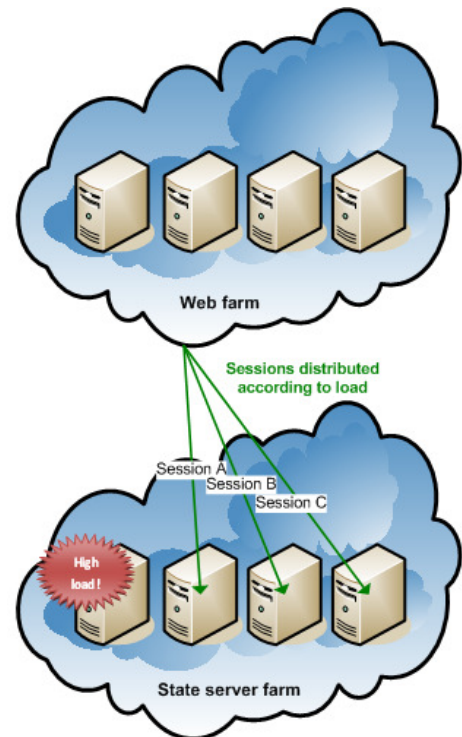 Web farm
Sessions distributed
according to load
Session A
Session B
Session C
High
load!
State server farm